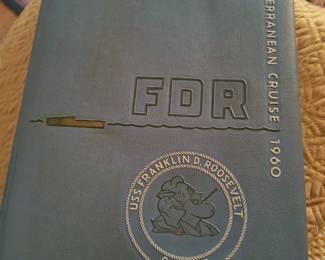 FDR
ERRANEAN CRUISE 1960
USS FRANKLIN D. ROOSEVELT